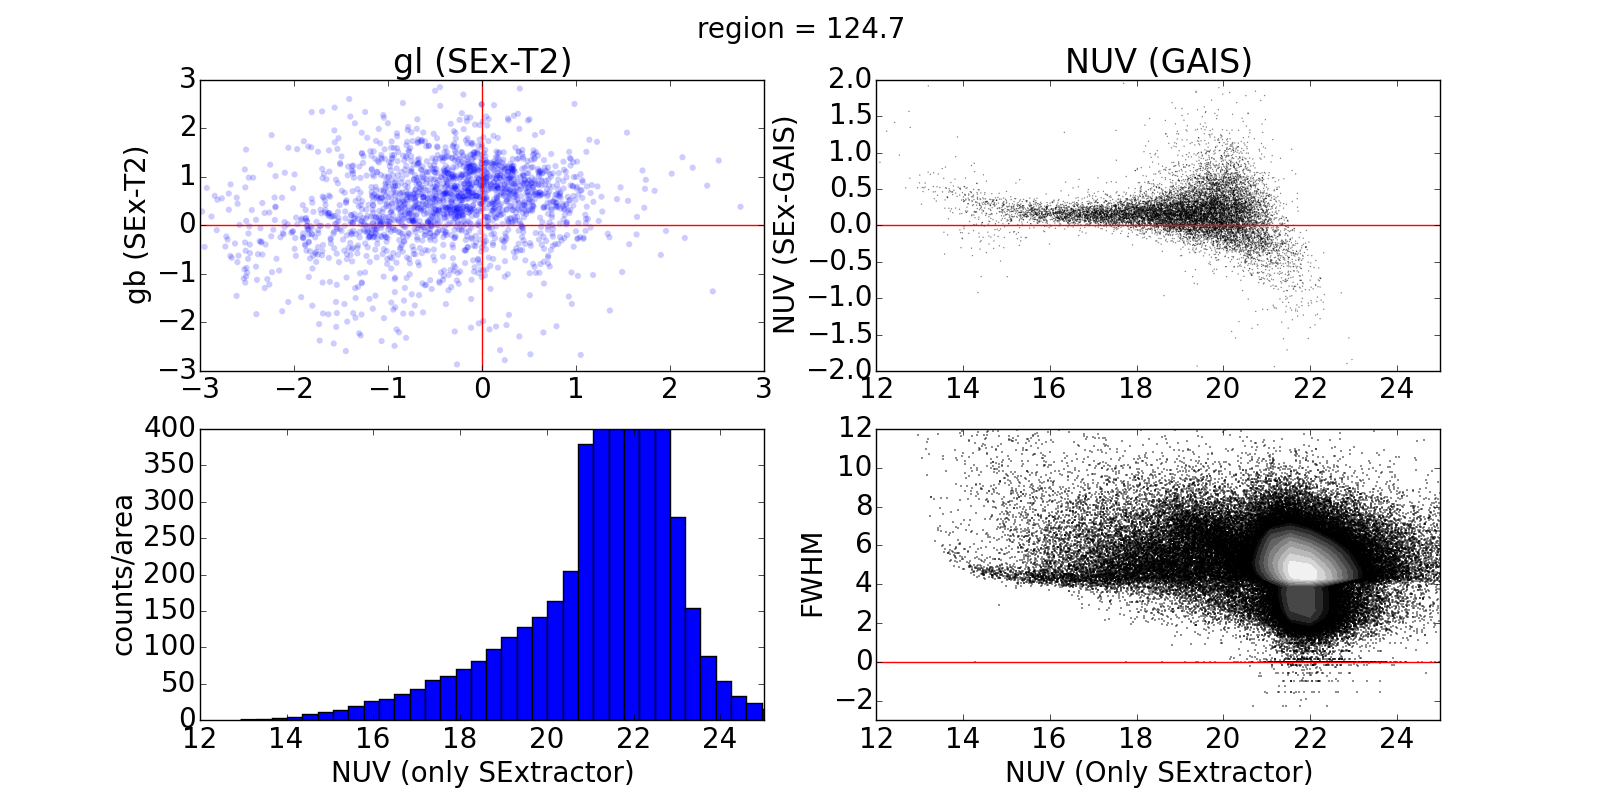 region = 124.7
gl (SEx-T2)
NUV (GAIS)
gb (SEx-T2)
3
2
1
0
−1
−2
−3
−3 −2 −1 0 1 2 3
NUV (SEx-GAIS)
2.0
1.5
1.0
0.5
0.0
−0.5
−1.0
−1.5
−2.0
12 14 16 18 20 22 24
counts/area
400
350
300
250
200
150
100
50
0
12 14 16 18 20 22 24
NUV (only SExtractor)
FWHM
12
10
8
6
4
2
0
−2
12 14 16 18 20 22 24
NUV (Only SExtractor)